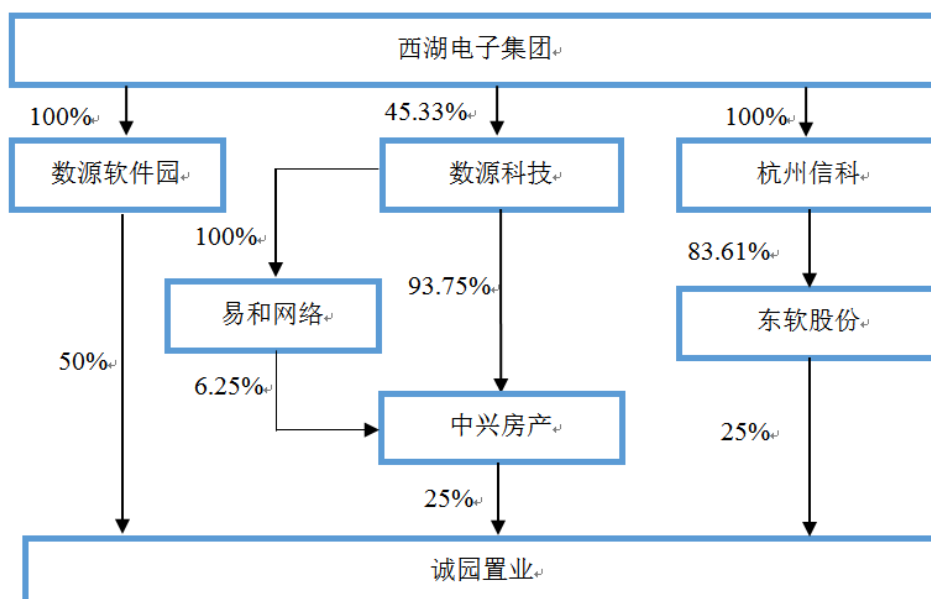 西湖电子集团
100%
45.33%
100%
数源软件园
数源科技
杭州信科
100%
93.75%
83.61%
易和网络
东软股份
50%
6.25%
中兴房产
25%
25%
诚园置业